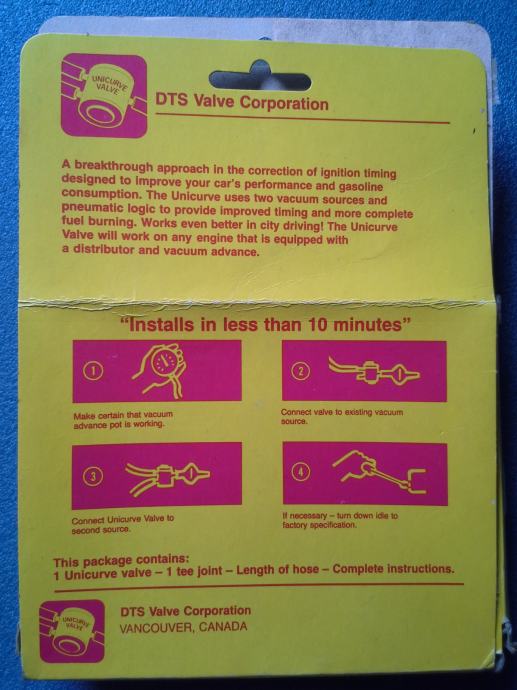 UNICURVE
VALVE
DTS Valve Corporation
A breakthrough approach in the correction of ignition timing
designed to improve your car's performance and gasoline
consumption. The Unicurve uses two vacuum sources and
pneumatic logic to provide improved timing and more complete
fuel burning. Works even better in city driving! The Unicurve
Valve will work on any engine that is equipped with
a distributor and vacuum advance.
"Installs in less than 10 minutes"
1
2
Make certain that vacuum
advance pot is working.
Connect valve to existing vacuum
source.
3
4
Connect Unicurve Valve to
second source.
If necessary – turn down idle to
factory specification.
This package contains:
1 Unicurve valve – 1 tee joint – Length of hose – Complete instructions.
UNICURVE
VALVE
DTS Valve Corporation
VANCOUVER, CANADA